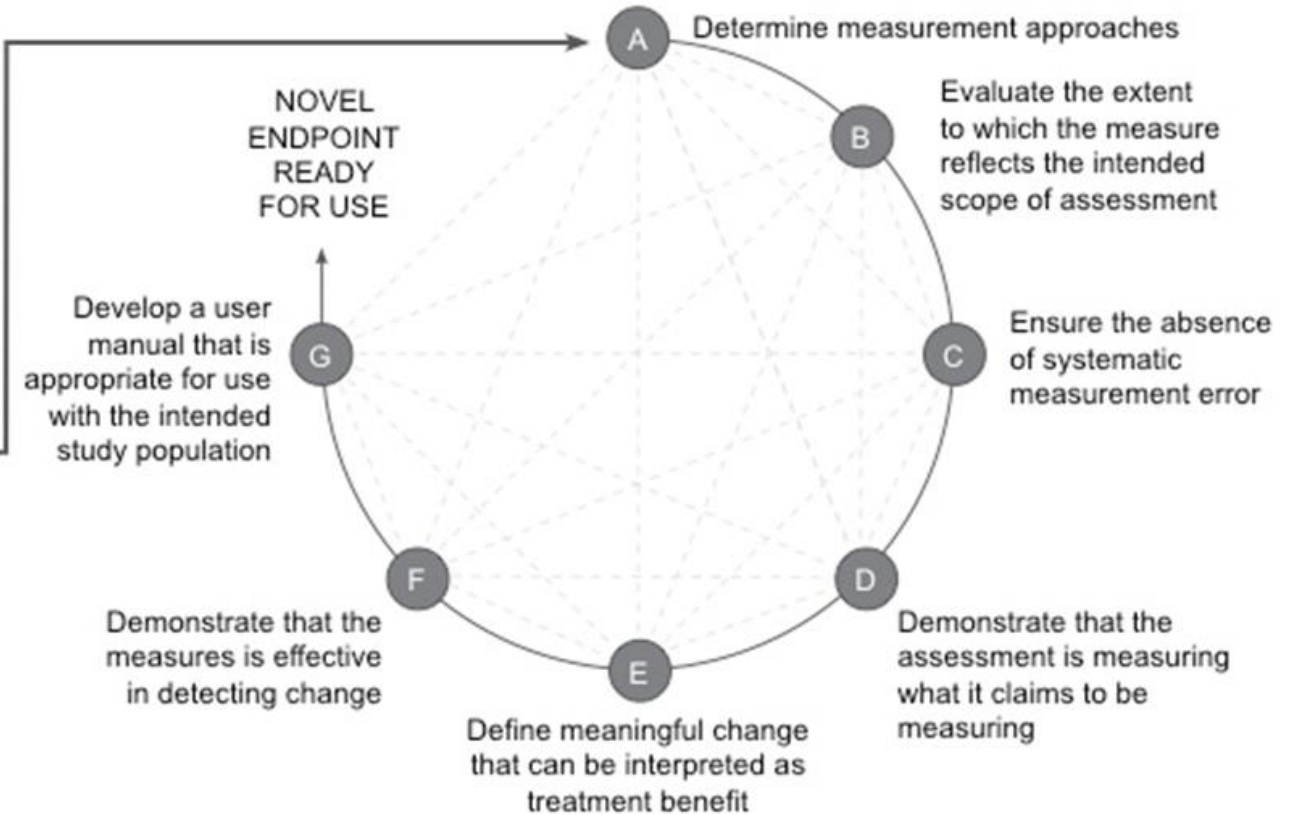 A
Determine measurement approaches
B
Evaluate the extent
to which the measure
reflects the intended
scope of assessment
NOVEL
ENDPOINT
READY
FOR USE
C
Ensure the absence
of systematic
measurement error
G
Develop a user
manual that is
appropriate for use
with the intended
study population
D
Demonstrate that the
assessment is measuring
what it claims to be
measuring
F
Demonstrate that the
measures is effective
in detecting change
E
Define meaningful change
that can be interpreted as
treatment benefit